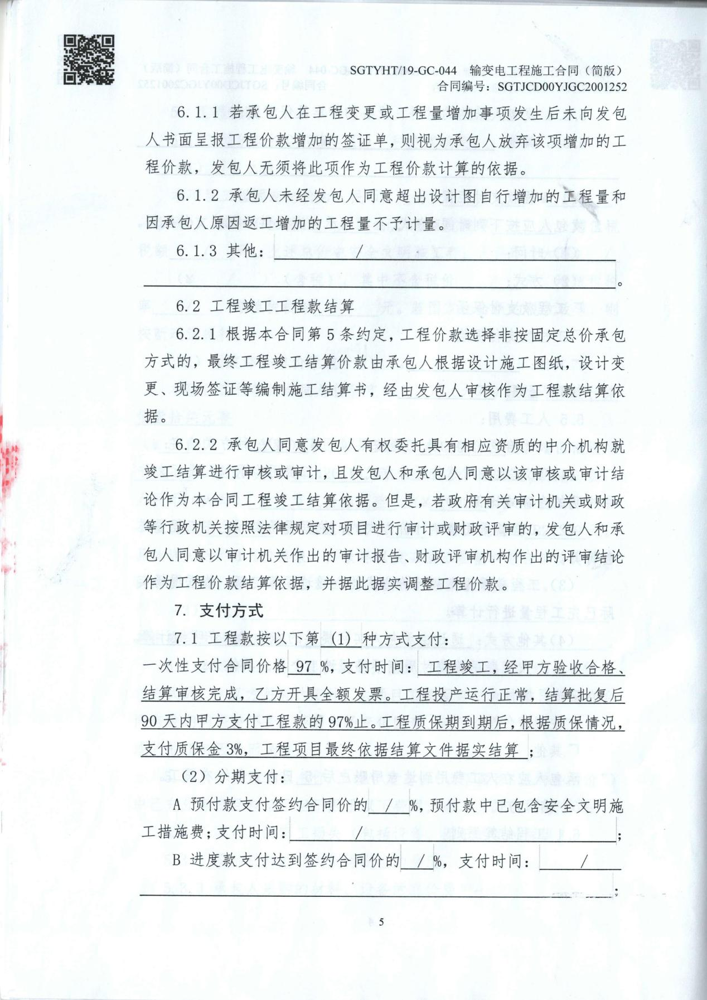 SGTYHT/19-GC-044 输变电工程施工合同（简版）
合同编号：SGTJCD00YJGC2001252
6.1.1 若承包人在工程变更或工程量增加事项发生后未向发包
人书面呈报工程价款增加的签证单，则视为承包人放弃该项增加的工
程价款，发包人无须将此项作为工程价款计算的依据。
6.1.2 承包人未经发包人同意超出设计图自行增加的工程量和
因承包人原因返工增加的工程量不予计量。
6.1.3 其他： /
。
6.2 工程竣工工程款结算
6.2.1 根据本合同第 5 条约定，工程价款选择非按固定总价承包
方式的，最终工程竣工结算价款由承包人根据设计施工图纸，设计变
更、现场签证等编制施工结算书，经由发包人审核作为工程款结算依
据。
6.2.2 承包人同意发包人有权委托具有相应资质的中介机构就
竣工结算进行审核或审计，且发包人和承包人同意以该审核或审计结
论作为本合同工程竣工结算依据。但是，若政府有关审计机关或财政
等行政机关按照法律规定对项目进行审计或财政评审的，发包人和承
包人同意以审计机关作出的审计报告、财政评审机构作出的评审结论
作为工程价款结算依据，并据此据实调整工程价款。
7. 支付方式
7.1 工程款按以下第 (1) 种方式支付：
一次性支付合同价格 97 %，支付时间： 工程竣工，经甲方验收合格、
结算审核完成，乙方开具全额发票。工程投产运行正常，结算批复后
90 天内甲方支付工程款的 97%止。工程质保期到期后，根据质保情况，
支付质保金 3%，工程项目最终依据结算文件据实结算 ；
（2）分期支付：
A 预付款支付签约合同价的 / %，预付款中已包含安全文明施
工措施费；支付时间： / ；
B 进度款支付达到签约合同价的 / %，支付时间： /
；
5